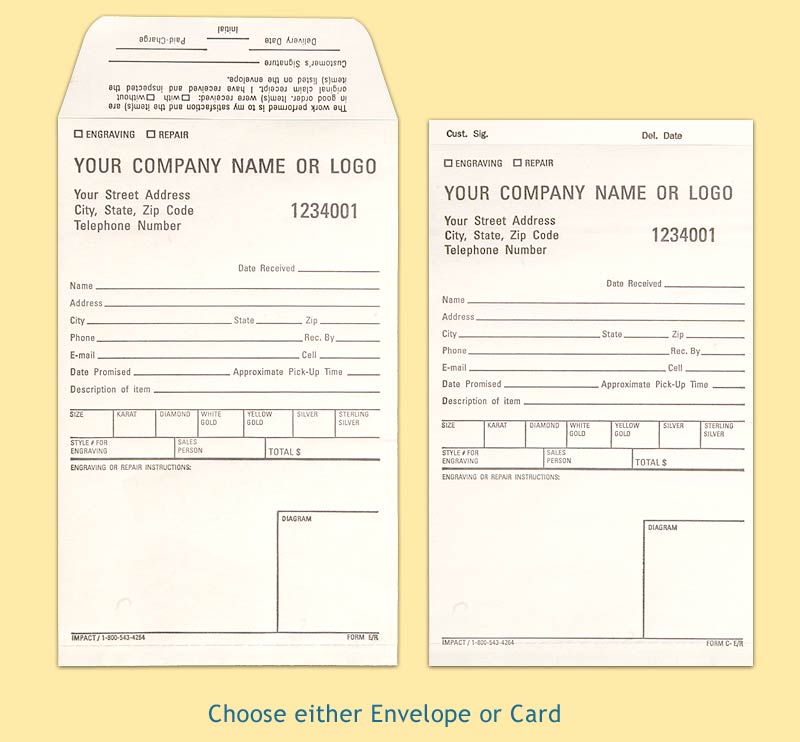 The work performed is to my satisfaction and the item(s) are
in good order. Item(s) were received: ☐ with ☐ without
original claim receipt. I have received and inspected the
item(s) listed on the envelope.
Customer's Signature
Delivery Date Initial Paid-Charge
☐ ENGRAVING ☐ REPAIR
YOUR COMPANY NAME OR LOGO
Your Street Address
City, State, Zip Code
Telephone Number
1234001
Date Received
Name
Address
City State Zip
Phone Rec. By
E-mail Cell
Date Promised Approximate Pick-Up Time
Description of item
SIZE KARAT DIAMOND WHITE GOLD YELLOW GOLD SILVER STERLING SILVER
STYLE # FOR ENGRAVING SALES PERSON TOTAL $
ENGRAVING OR REPAIR INSTRUCTIONS:
DIAGRAM
IMPACT / 1-800-543-4264 FORM E/R
Cust. Sig. Del. Date
☐ ENGRAVING ☐ REPAIR
YOUR COMPANY NAME OR LOGO
Your Street Address
City, State, Zip Code
Telephone Number
1234001
Date Received
Name
Address
City State Zip
Phone Rec. By
E-mail Cell
Date Promised Approximate Pick-Up Time
Description of item
SIZE KARAT DIAMOND WHITE GOLD YELLOW GOLD SILVER STERLING SILVER
STYLE # FOR ENGRAVING SALES PERSON TOTAL $
ENGRAVING OR REPAIR INSTRUCTIONS:
DIAGRAM
IMPACT / 1-800-543-4264 FORM C- E/R
Choose either Envelope or Card